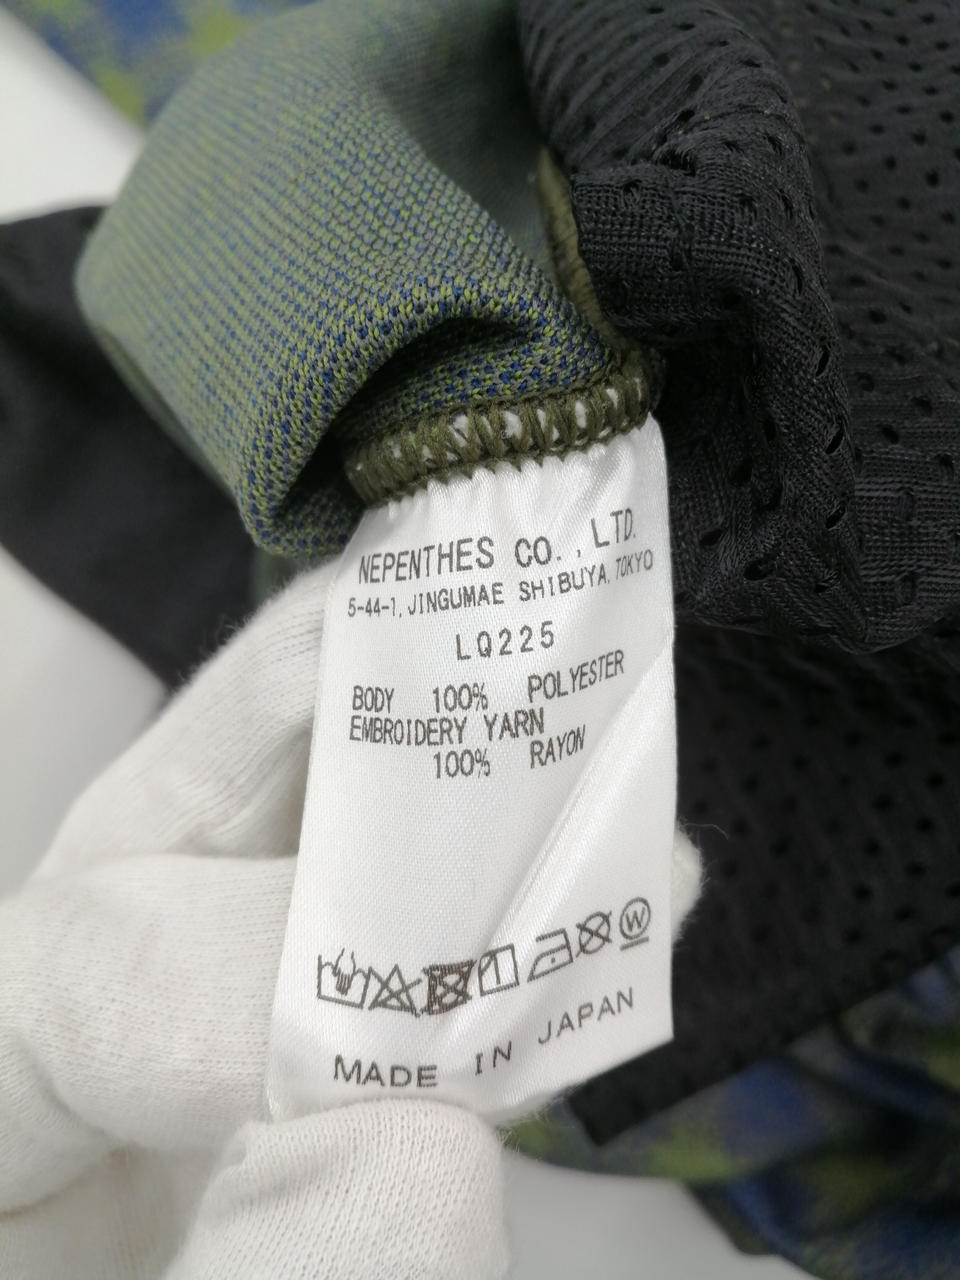 NEPENTHES CO., LTD.
5-44-1, JINGUMAE SHIBUYA, TOKYO
LQ225
BODY 100% POLYESTER
EMBROIDERY YARN
100% RAYON
W
MADE IN JAPAN